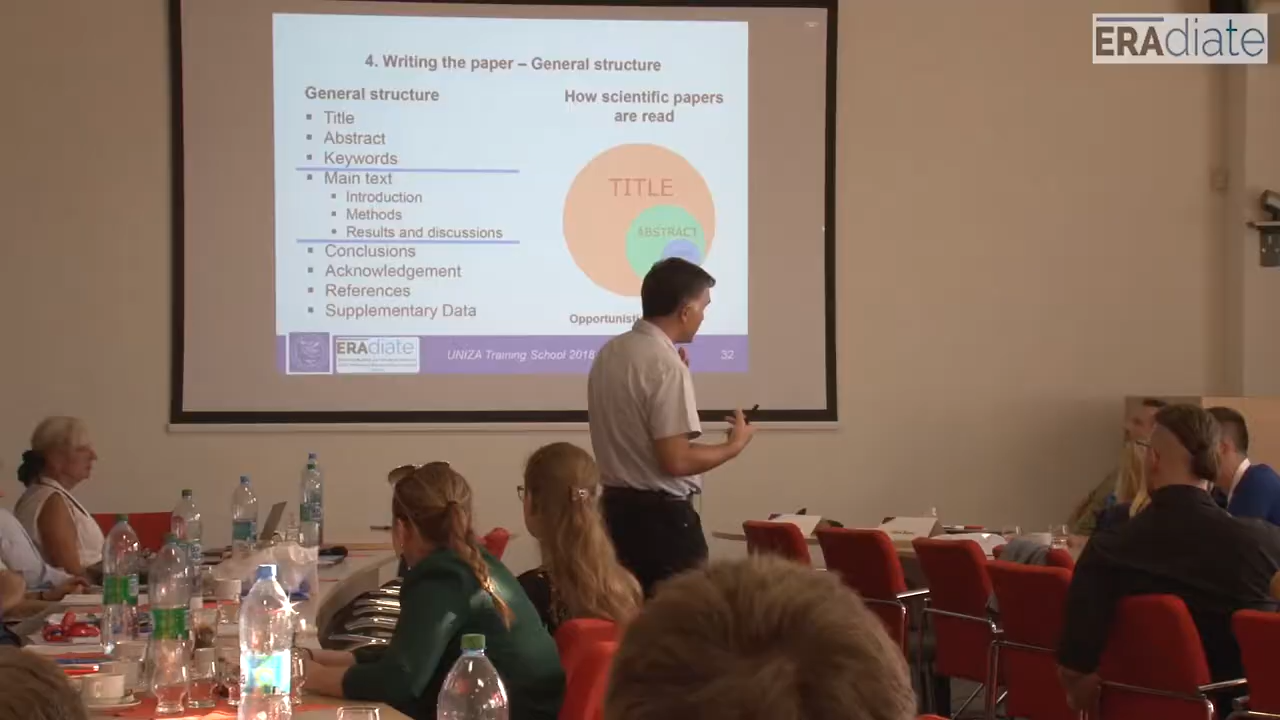 ERAdiate
4. Writing the paper – General structure
General structure
▪ Title
▪ Abstract
▪ Keywords
▪ Main text
▪ Introduction
▪ Methods
▪ Results and discussions
▪ Conclusions
▪ Acknowledgement
▪ References
▪ Supplementary Data
How scientific papers
are read
TITLE
ABSTRACT
ERAdiate
UNIZA Training School 2018
32